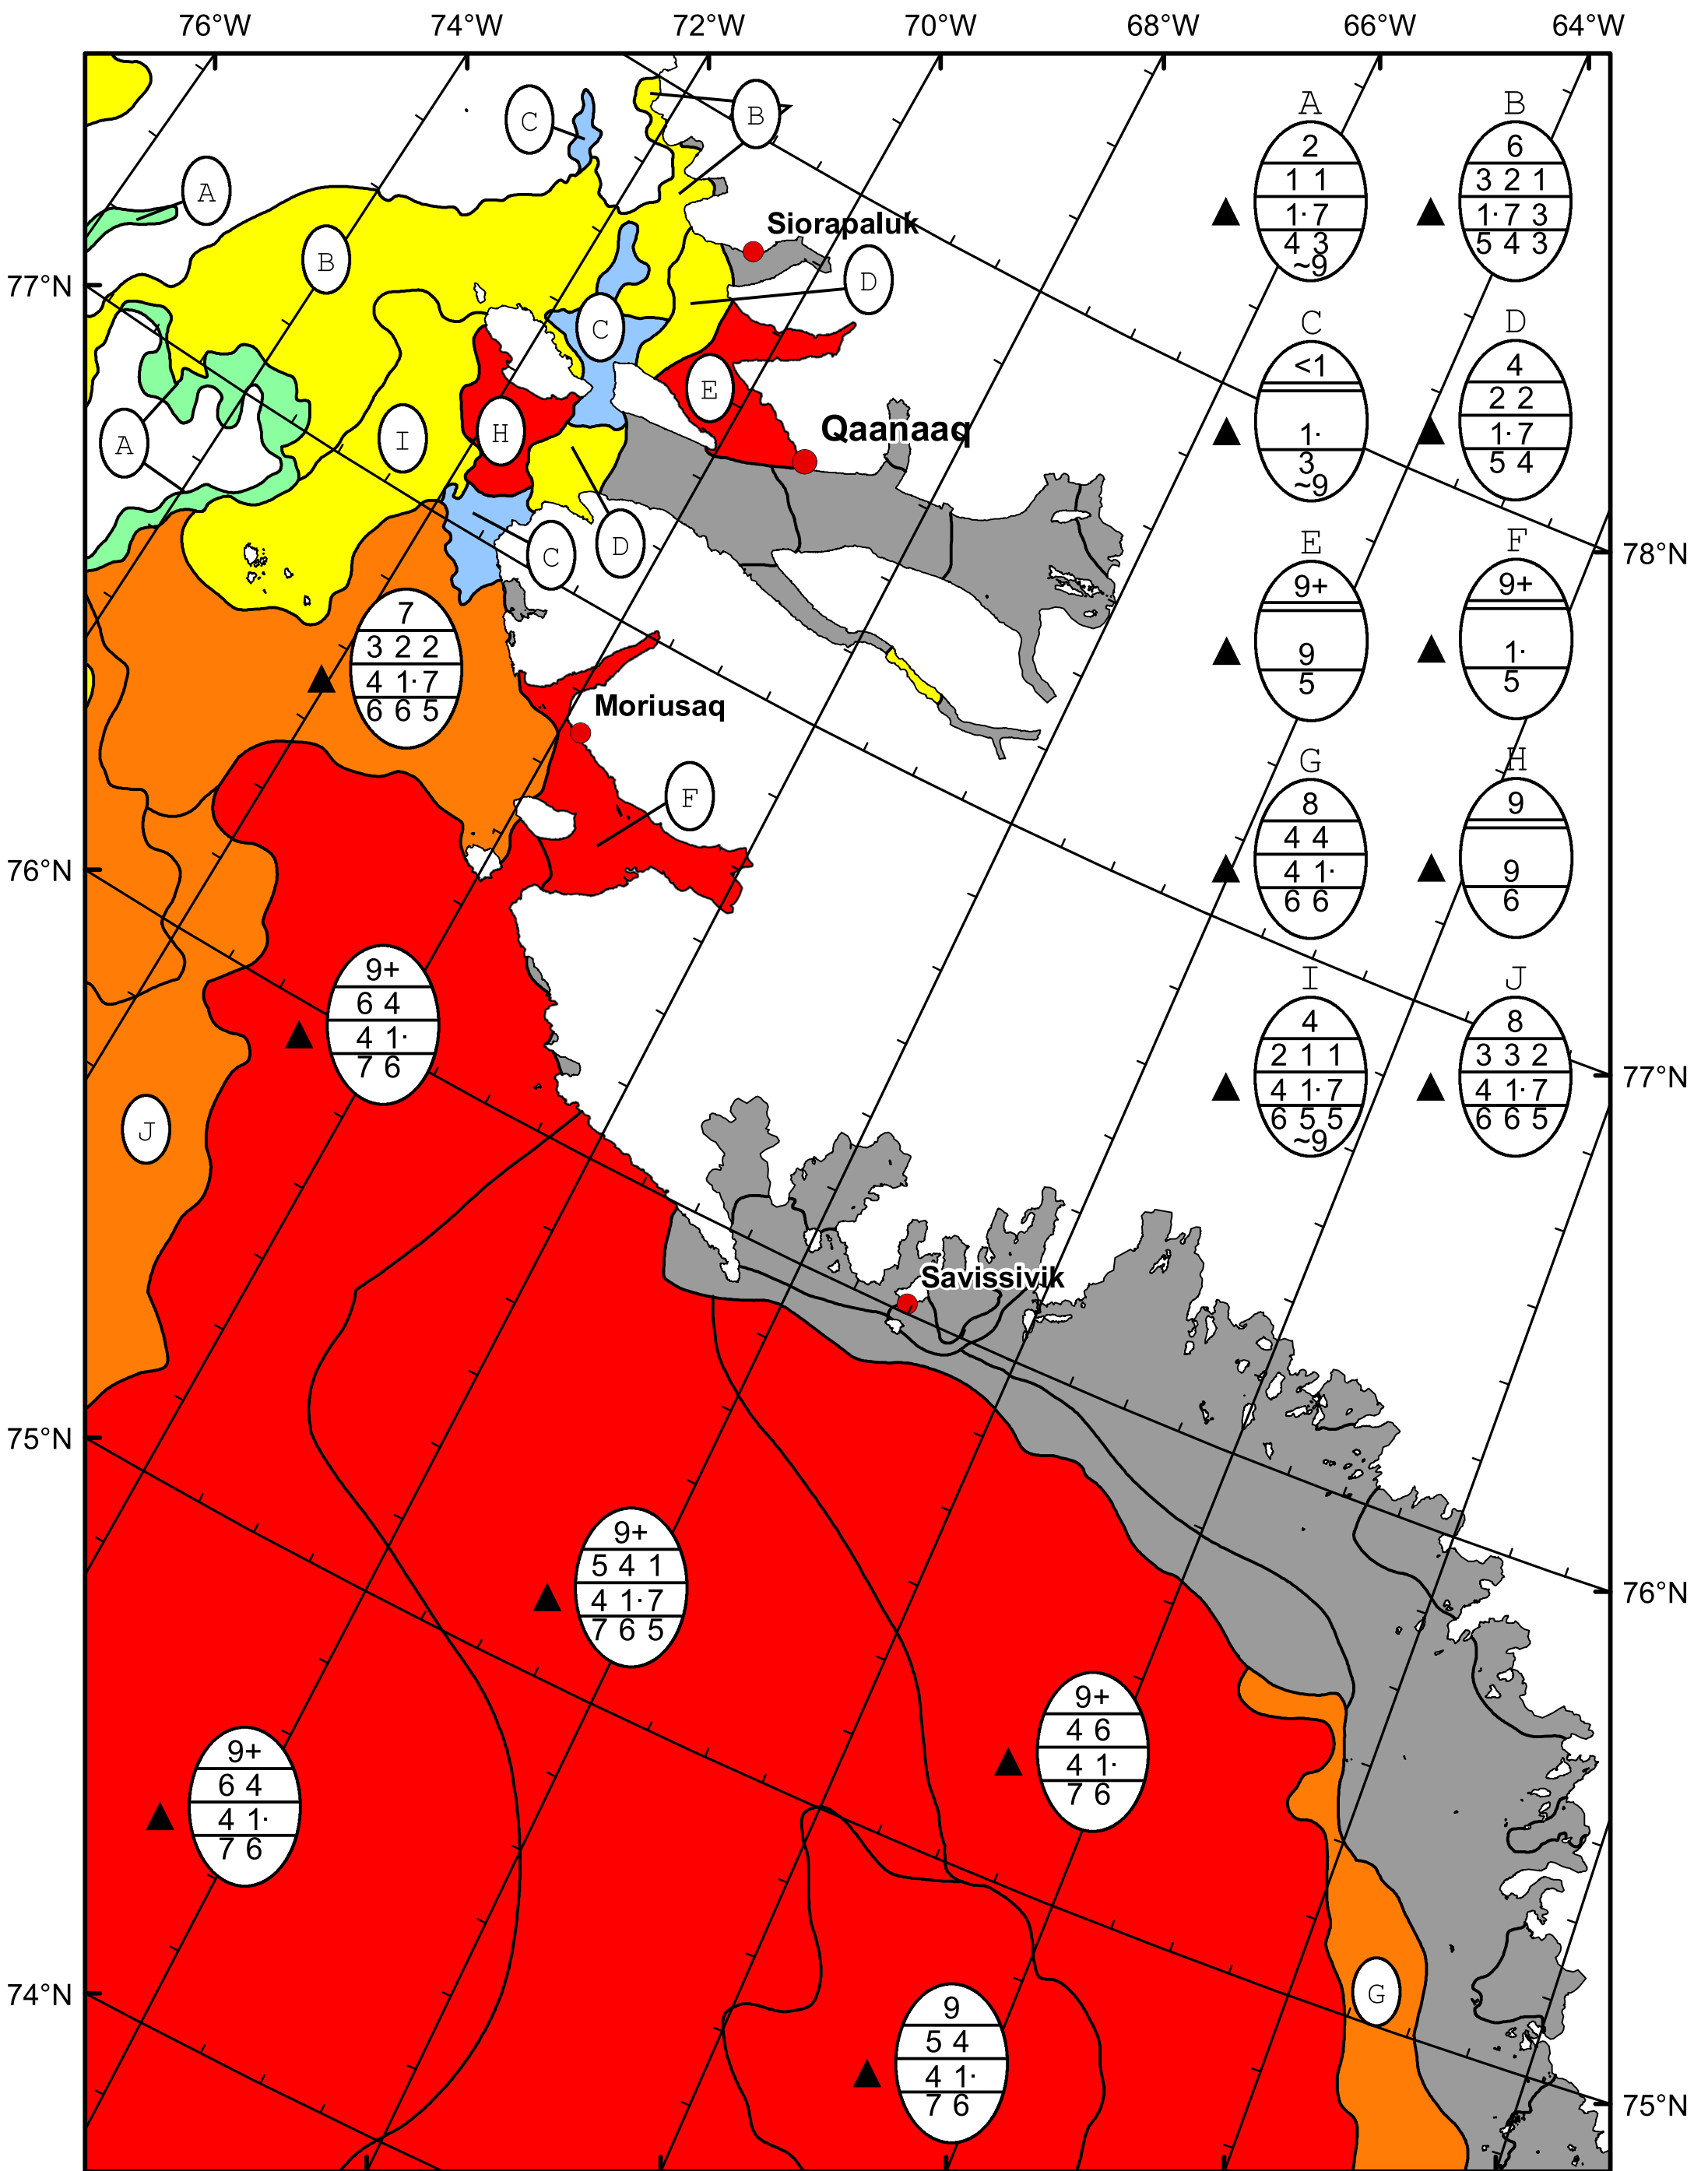 76°W 74°W 72°W 70°W 68°W 66°W 64°W
A B
C B
2 6
1 1 3 2 1
1· 7 1· 7 3
4 3 5 4 3
~9
A
Siorapaluk
B
D
77°N
C D
C
<1 4
2 2
1· 1· 7
3 5 4
~9
E
Qaanaaq
A I H
C D
78°N
E F
9+ 9+
9 1·
5 5
7
3 2 2
4 1· 7
6 6 5
Moriusaq
F
G H
8 9
4 4
4 1· 9
6 6 6
76°N
9+
6 4
4 1·
7 6
I J
4 8
2 1 1 3 3 2
4 1· 7 4 1· 7
6 5 5 6 6 5
~9
77°N
J
Savissivik
75°N
9+
5 4 1
4 1· 7
7 6 5
76°N
9+
4 6
4 1·
7 6
9+
6 4
4 1·
7 6
74°N
G
9
5 4
4 1·
7 6
75°N